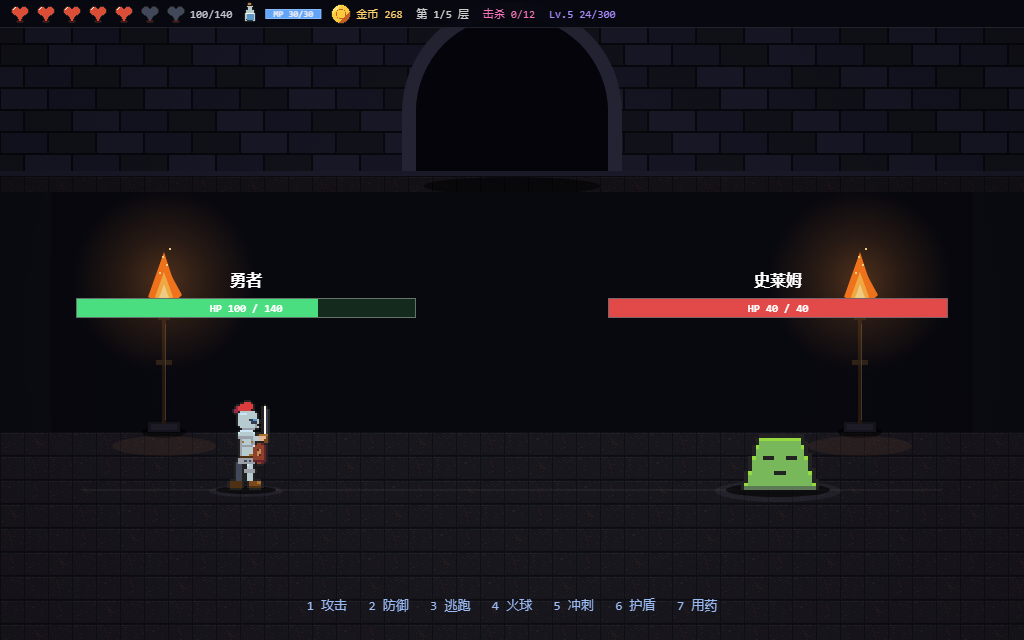 100/140 MP 30/30 金币 268 第 1/5 层 击杀 0/12 Lv.5 24/300
勇者 史莱姆
HP 100 / 140 HP 40 / 40
1 攻击 2 防御 3 逃跑 4 火球 5 冲刺 6 护盾 7 用药